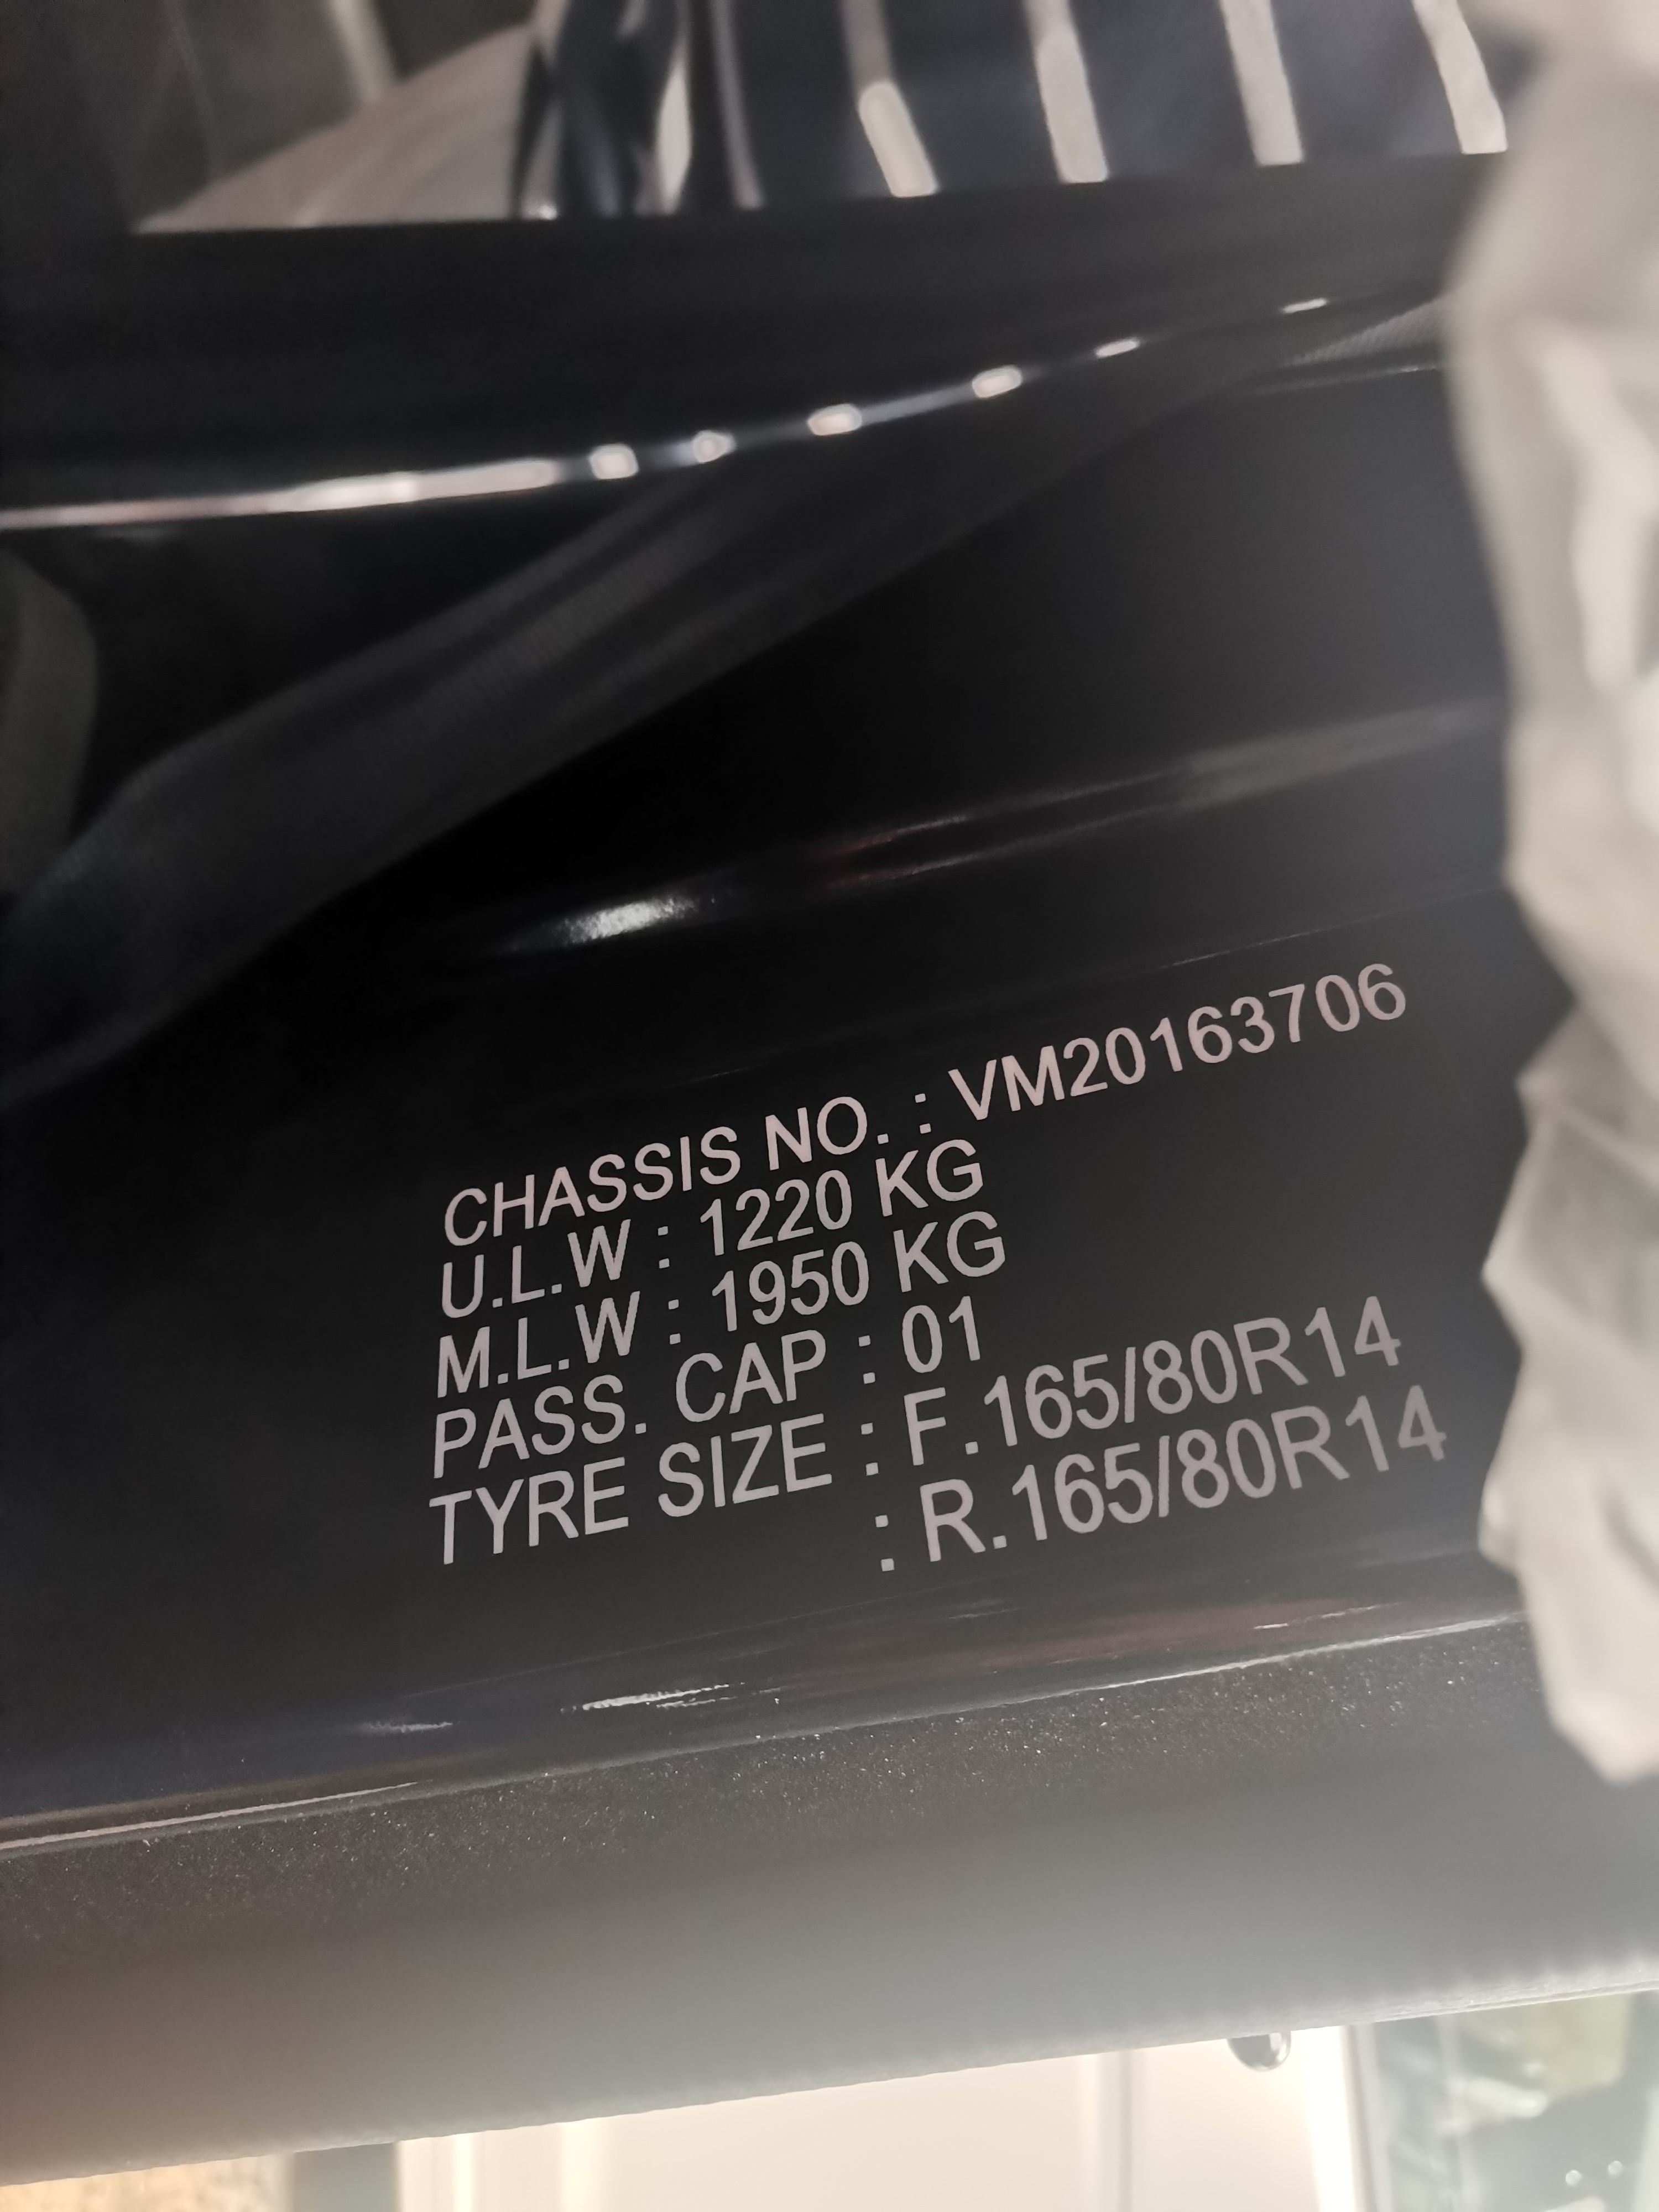 CHASSIS NO. : VM20163706
U.L.W : 1220 KG
M.L.W : 1950 KG
PASS. CAP : 01
TYRE SIZE : F.165/80R14
: R.165/80R14